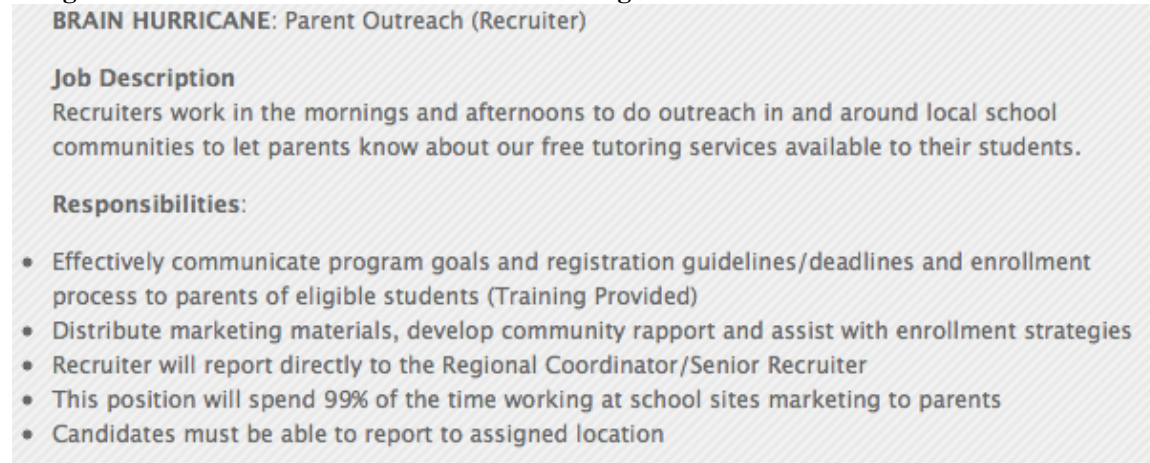 BRAIN HURRICANE: Parent Outreach (Recruiter)
Job Description
Recruiters work in the mornings and afternoons to do outreach in and around local school
communities to let parents know about our free tutoring services available to their students.
Responsibilities:
• Effectively communicate program goals and registration guidelines/deadlines and enrollment
process to parents of eligible students (Training Provided)
• Distribute marketing materials, develop community rapport and assist with enrollment strategies
• Recruiter will report directly to the Regional Coordinator/Senior Recruiter
• This position will spend 99% of the time working at school sites marketing to parents
• Candidates must be able to report to assigned location